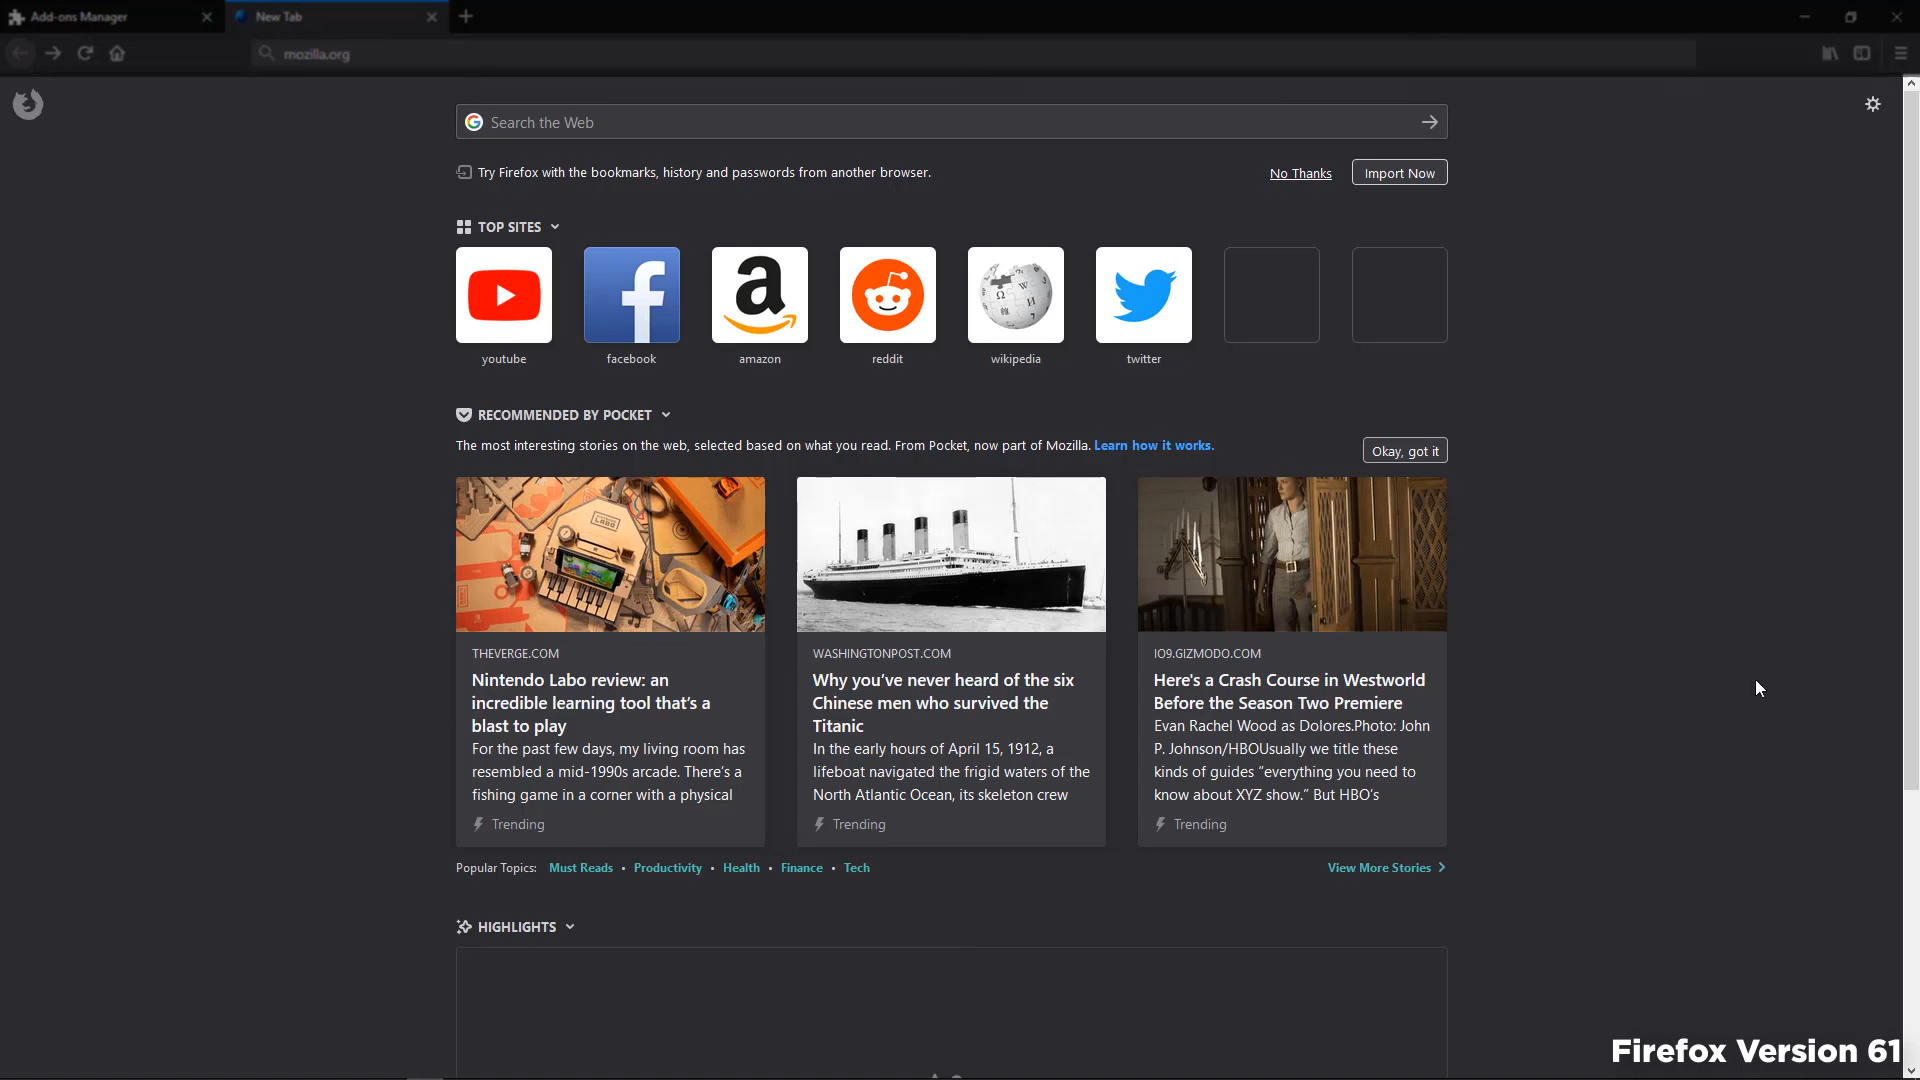 Add-ons Manager
New Tab
mozilla.org
Search the Web
Try Firefox with the bookmarks, history and passwords from another browser.
No Thanks
Import Now
TOP SITES
youtube
facebook
amazon
reddit
wikipedia
twitter
RECOMMENDED BY POCKET
The most interesting stories on the web, selected based on what you read. From Pocket, now part of Mozilla. Learn how it works.
Okay, got it
THEVERGE.COM
Nintendo Labo review: an
incredible learning tool that’s a
blast to play
For the past few days, my living room has
resembled a mid-1990s arcade. There’s a
fishing game in a corner with a physical
Trending
WASHINGTONPOST.COM
Why you’ve never heard of the six
Chinese men who survived the
Titanic
In the early hours of April 15, 1912, a
lifeboat navigated the frigid waters of the
North Atlantic Ocean, its skeleton crew
Trending
IO9.GIZMODO.COM
Here's a Crash Course in Westworld
Before the Season Two Premiere
Evan Rachel Wood as Dolores.Photo: John
P. Johnson/HBOUsually we title these
kinds of guides “everything you need to
know about XYZ show.” But HBO’s
Trending
Popular Topics: Must Reads • Productivity • Health • Finance • Tech
View More Stories
HIGHLIGHTS
Firefox Version 61